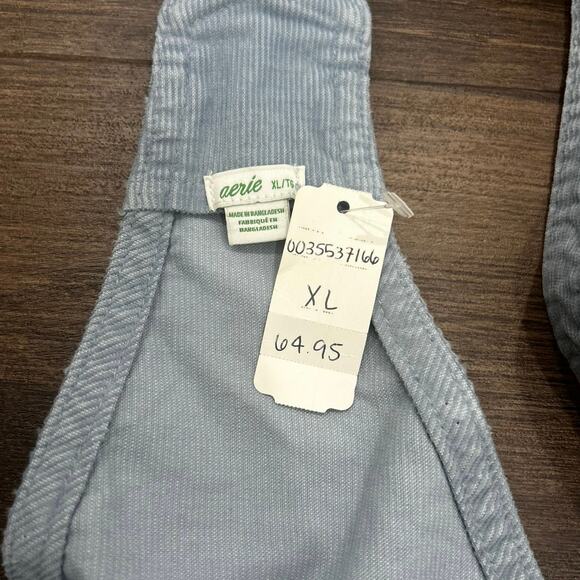 aerie XL/TG
MADE IN BANGLADESH
FABRIQUÉ EN
BANGLADESH
0035537166
XL
64.95